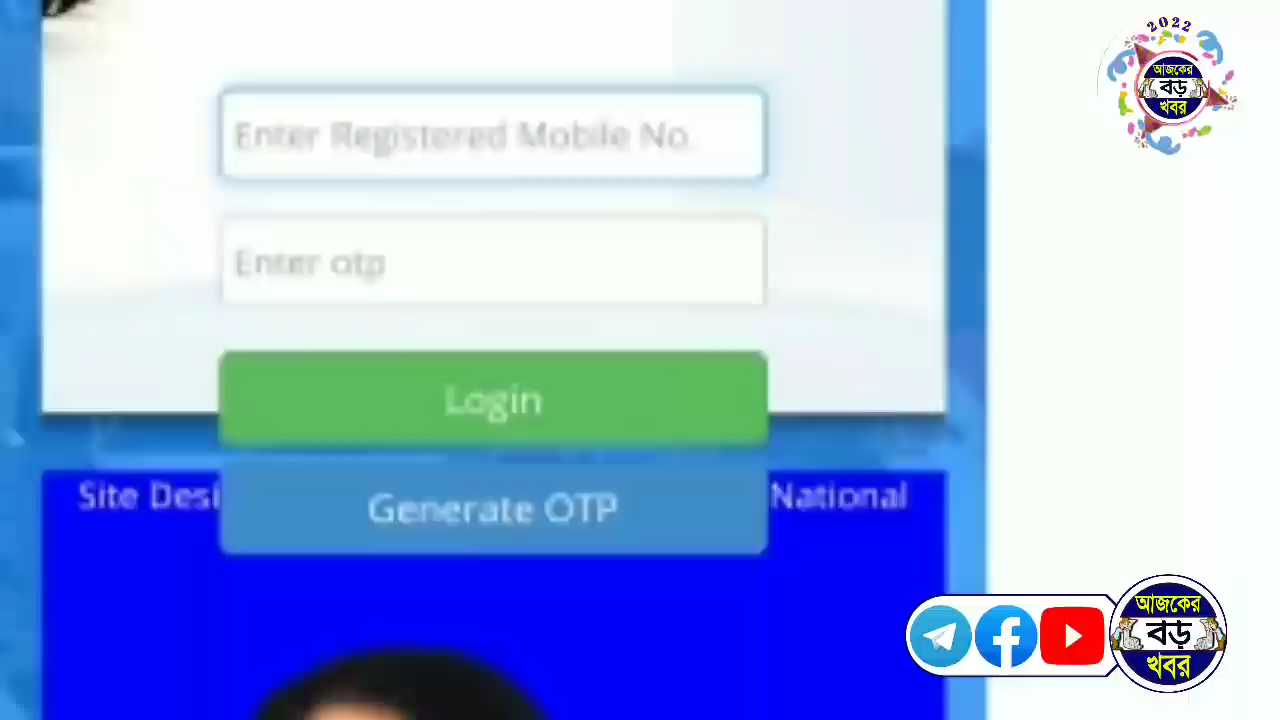 2022
আজকের
বড়
খবর
Enter Registered Mobile No.
Enter otp
Login
Site Desi
Generate OTP
National
আজকের
বড়
খবর